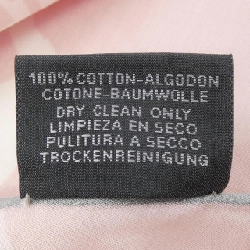 100% COTTON-ALGODON
COTONE-BAUMWOLLE
DRY CLEAN ONLY
LIMPIEZA EN SECO
PULITURA A SECCO
TROCKENREINIGUNG